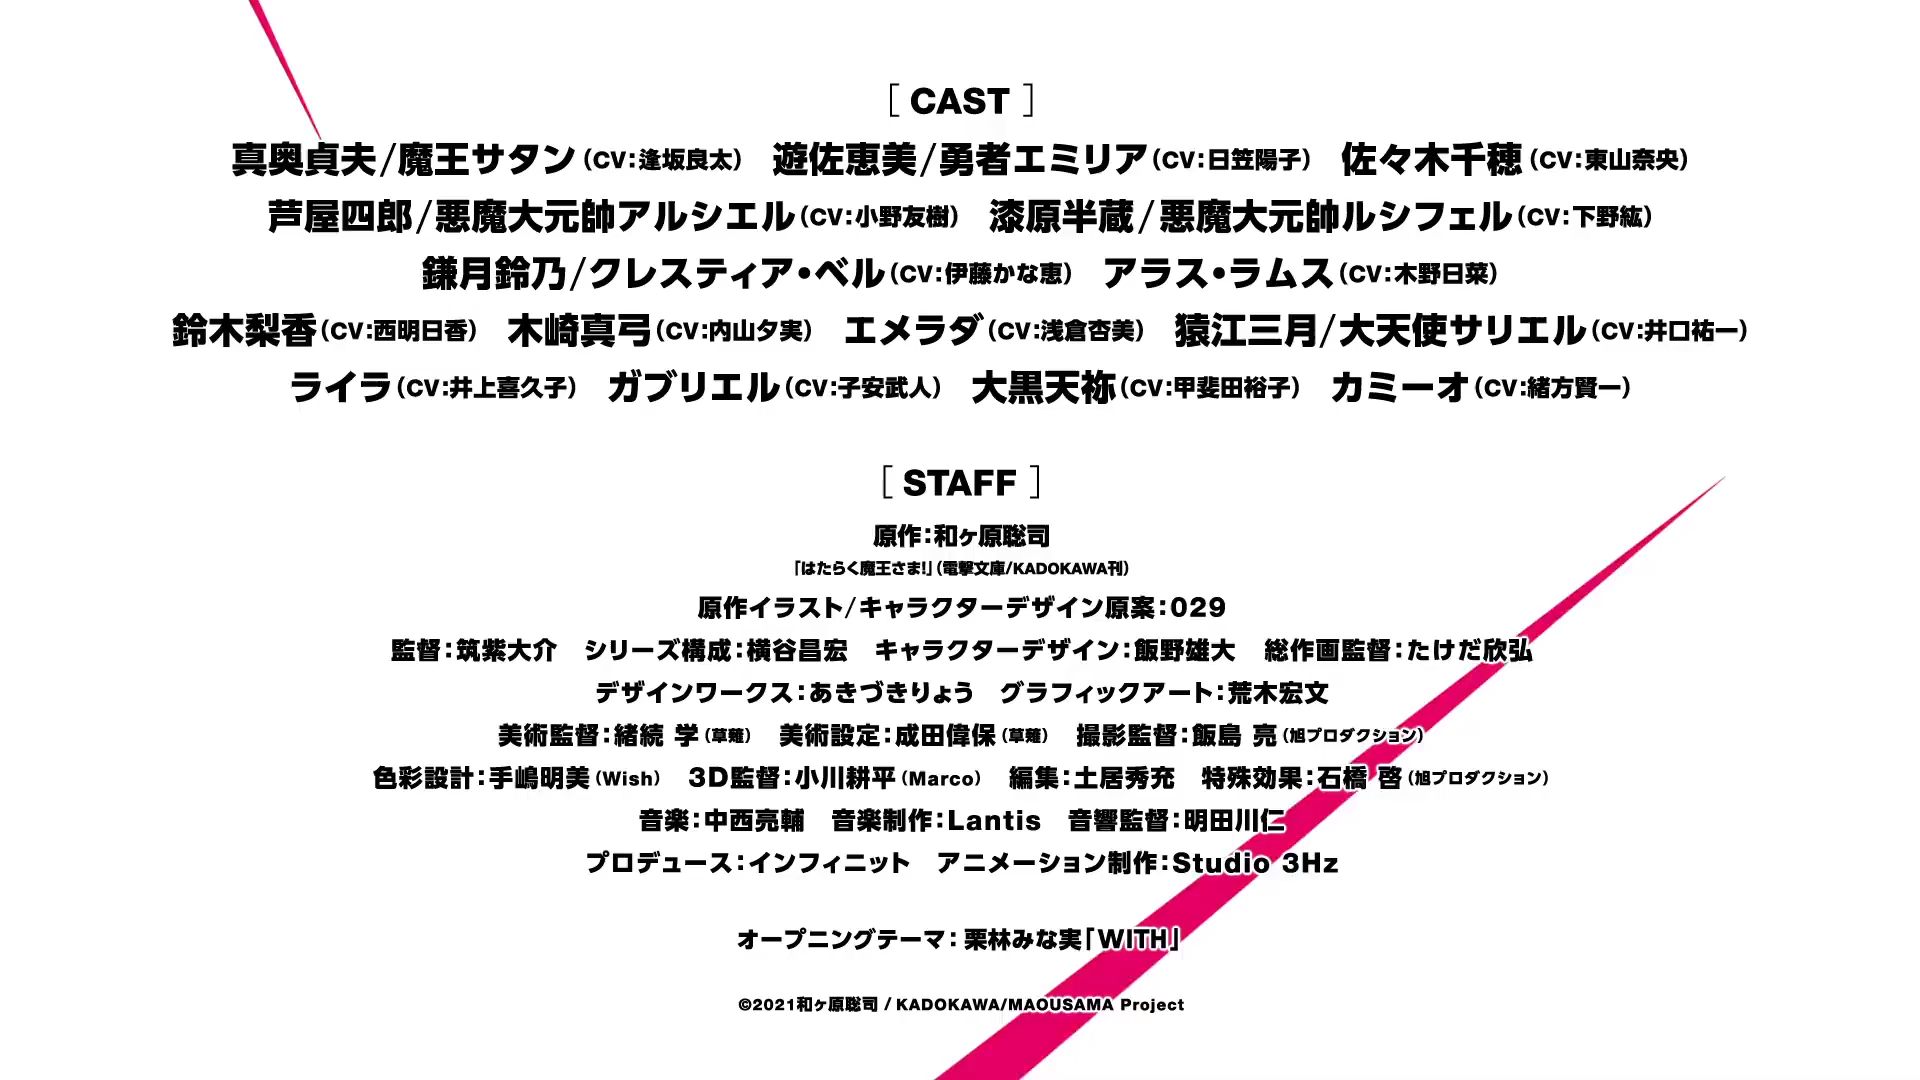 [ CAST ]
真奥貞夫/魔王サタン（CV：逢坂良太） 遊佐恵美/勇者エミリア（CV：日笠陽子） 佐々木千穂（CV：東山奈央）
芦屋四郎/悪魔大元帥アルシエル（CV：小野友樹） 漆原半蔵/悪魔大元帥ルシフェル（CV：下野紘）
鎌月鈴乃/クレスティア・ベル（CV：伊藤かな恵） アラス・ラムス（CV：木野日菜）
鈴木梨香（CV：西明日香） 木崎真弓（CV：内山夕実） エメラダ（CV：浅倉杏美） 猿江三月/大天使サリエル（CV：井口祐一）
ライラ（CV：井上喜久子） ガブリエル（CV：子安武人） 大黒天祢（CV：甲斐田裕子） カミーオ（CV：緒方賢一）
[ STAFF ]
原作：和ヶ原聡司
「はたらく魔王さま!」（電撃文庫/KADOKAWA刊）
原作イラスト/キャラクターデザイン原案：029
監督：筑紫大介 シリーズ構成：横谷昌宏 キャラクターデザイン：飯野雄大 総作画監督：たけだ欣弘
デザインワークス：あきづきりょう グラフィックアート：荒木宏文
美術監督：緒続 学（草薙） 美術設定：成田偉保（草薙） 撮影監督：飯島 亮（旭プロダクション）
色彩設計：手嶋明美（Wish） 3D監督：小川耕平（Marco） 編集：土居秀充 特殊効果：石橋 啓（旭プロダクション）
音楽：中西亮輔 音楽制作：Lantis 音響監督：明田川仁
プロデュース：インフィニット アニメーション制作：Studio 3Hz
オープニングテーマ：栗林みな実「WITH」
©2021和ヶ原聡司 / KADOKAWA/MAOUSAMA Project